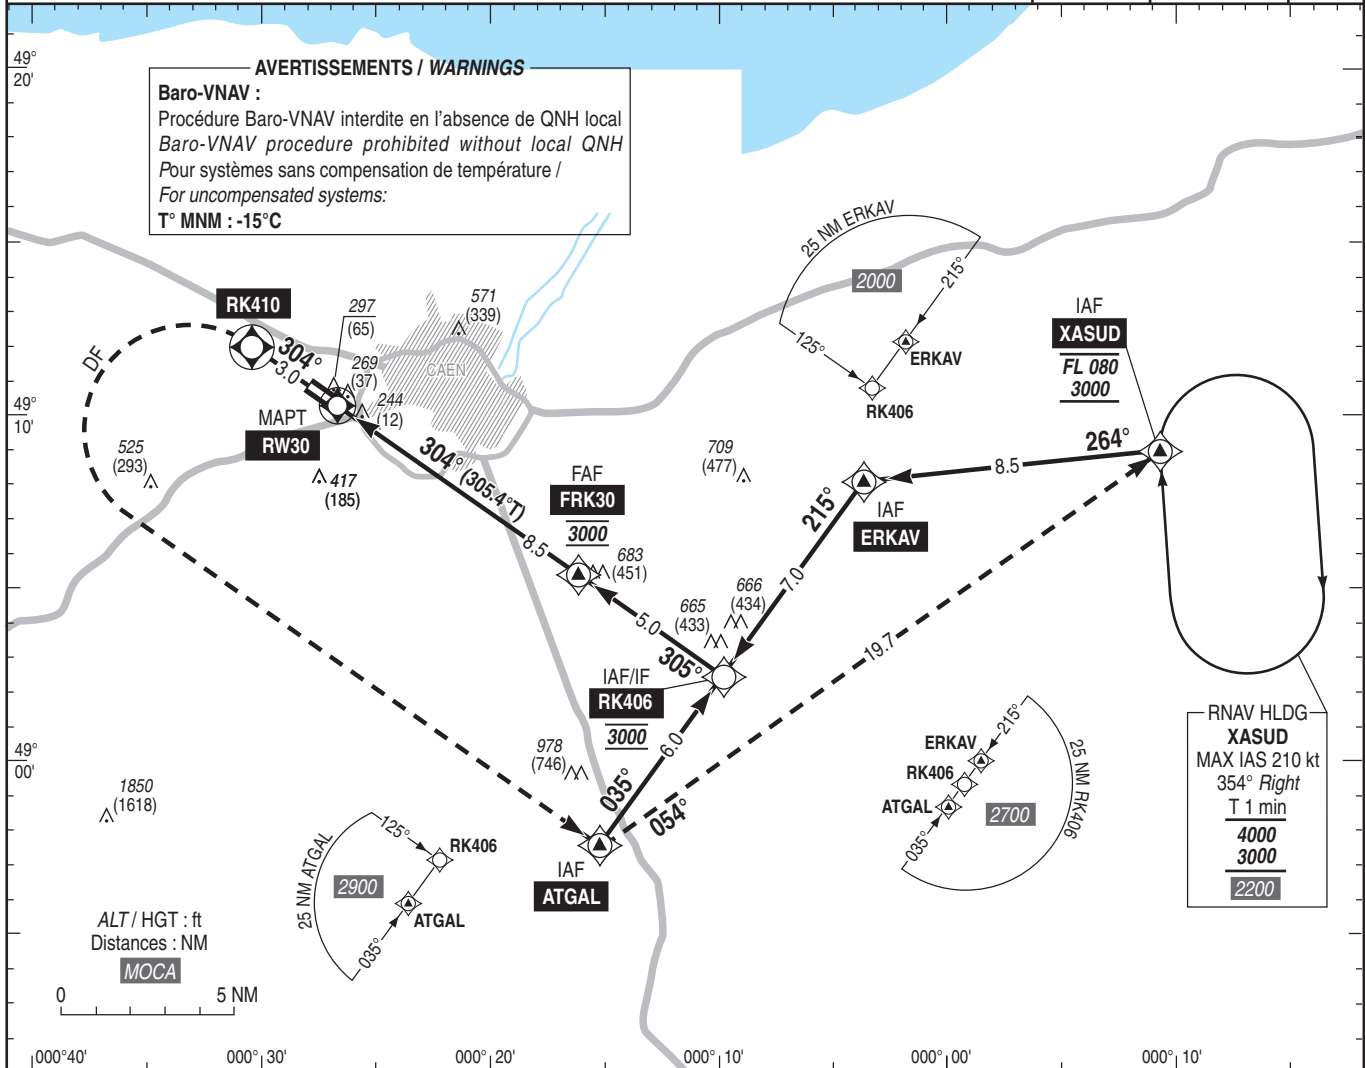 49°
20'
AVERTISSEMENTS / WARNINGS
Baro-VNAV :
Procédure Baro-VNAV interdite en l'absence de QNH local
Baro-VNAV procedure prohibited without local QNH
Pour systèmes sans compensation de température /
For uncompensated systems:
T° MNM : -15°C
25 NM ERKAV
2000
215°
125°
ERKAV
RK406
RK410
297
(65)
571
(339)
DF
304°
3.0
269
(37)
CAEN
244
(12)
49°
10'
MAPT
RW30
525
(293)
417
(185)
304° (305.4°T)
8.5
FAF
FRK30
3000
683
(451)
709
(477)
IAF
XASUD
FL 080
3000
264°
8.5
IAF
ERKAV
215°
7.0
666
(434)
665
(433)
5.0
305°
IAF/IF
RK406
3000
19.7
6.0
035°
054°
978
(746)
IAF
ATGAL
49°
00'
1850
(1618)
25 NM ATGAL
125°
RK406
2900
ATGAL
035°
215°
ERKAV
RK406
ATGAL
035°
2700
25 NM RK406
RNAV HLDG
XASUD
MAX IAS 210 kt
354° Right
T 1 min
4000
3000
2200
ALT / HGT : ft
Distances : NM
MOCA
0 5 NM
000°40' 000°30' 000°20' 000°10' 000°00' 000°10'